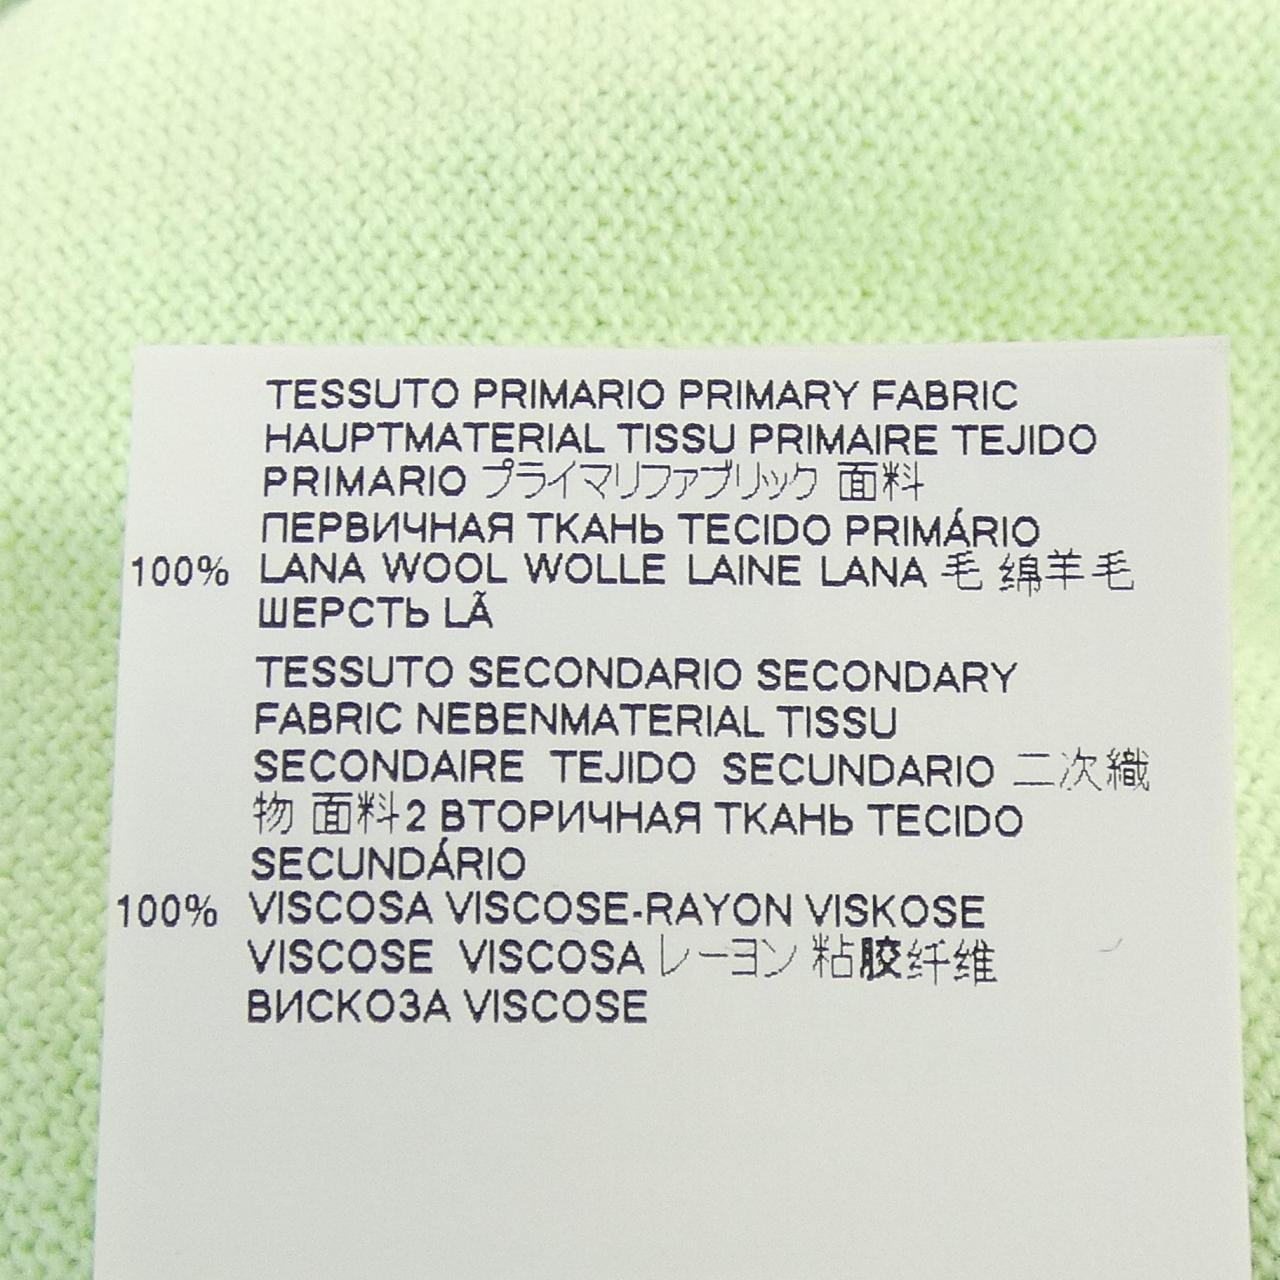 TESSUTO PRIMARIO PRIMARY FABRIC
HAUPTMATERIAL TISSU PRIMAIRE TEJIDO
PRIMARIO プライマリファブリック 面料
ПЕРВИЧНАЯ ТКАНЬ TECIDO PRIMÁRIO
100% LANA WOOL WOLLE LAINE LANA 毛 绵羊毛
ШЕРСТЬ LÃ
TESSUTO SECONDARIO SECONDARY
FABRIC NEBENMATERIAL TISSU
SECONDAIRE TEJIDO SECUNDARIO 二次織
物 面料2 ВТОРИЧНАЯ ТКАНЬ TECIDO
SECUNDÁRIO
100% VISCOSA VISCOSE-RAYON VISKOSE
VISCOSE VISCOSA レーヨン 粘胶纤维
ВИСКОЗА VISCOSE